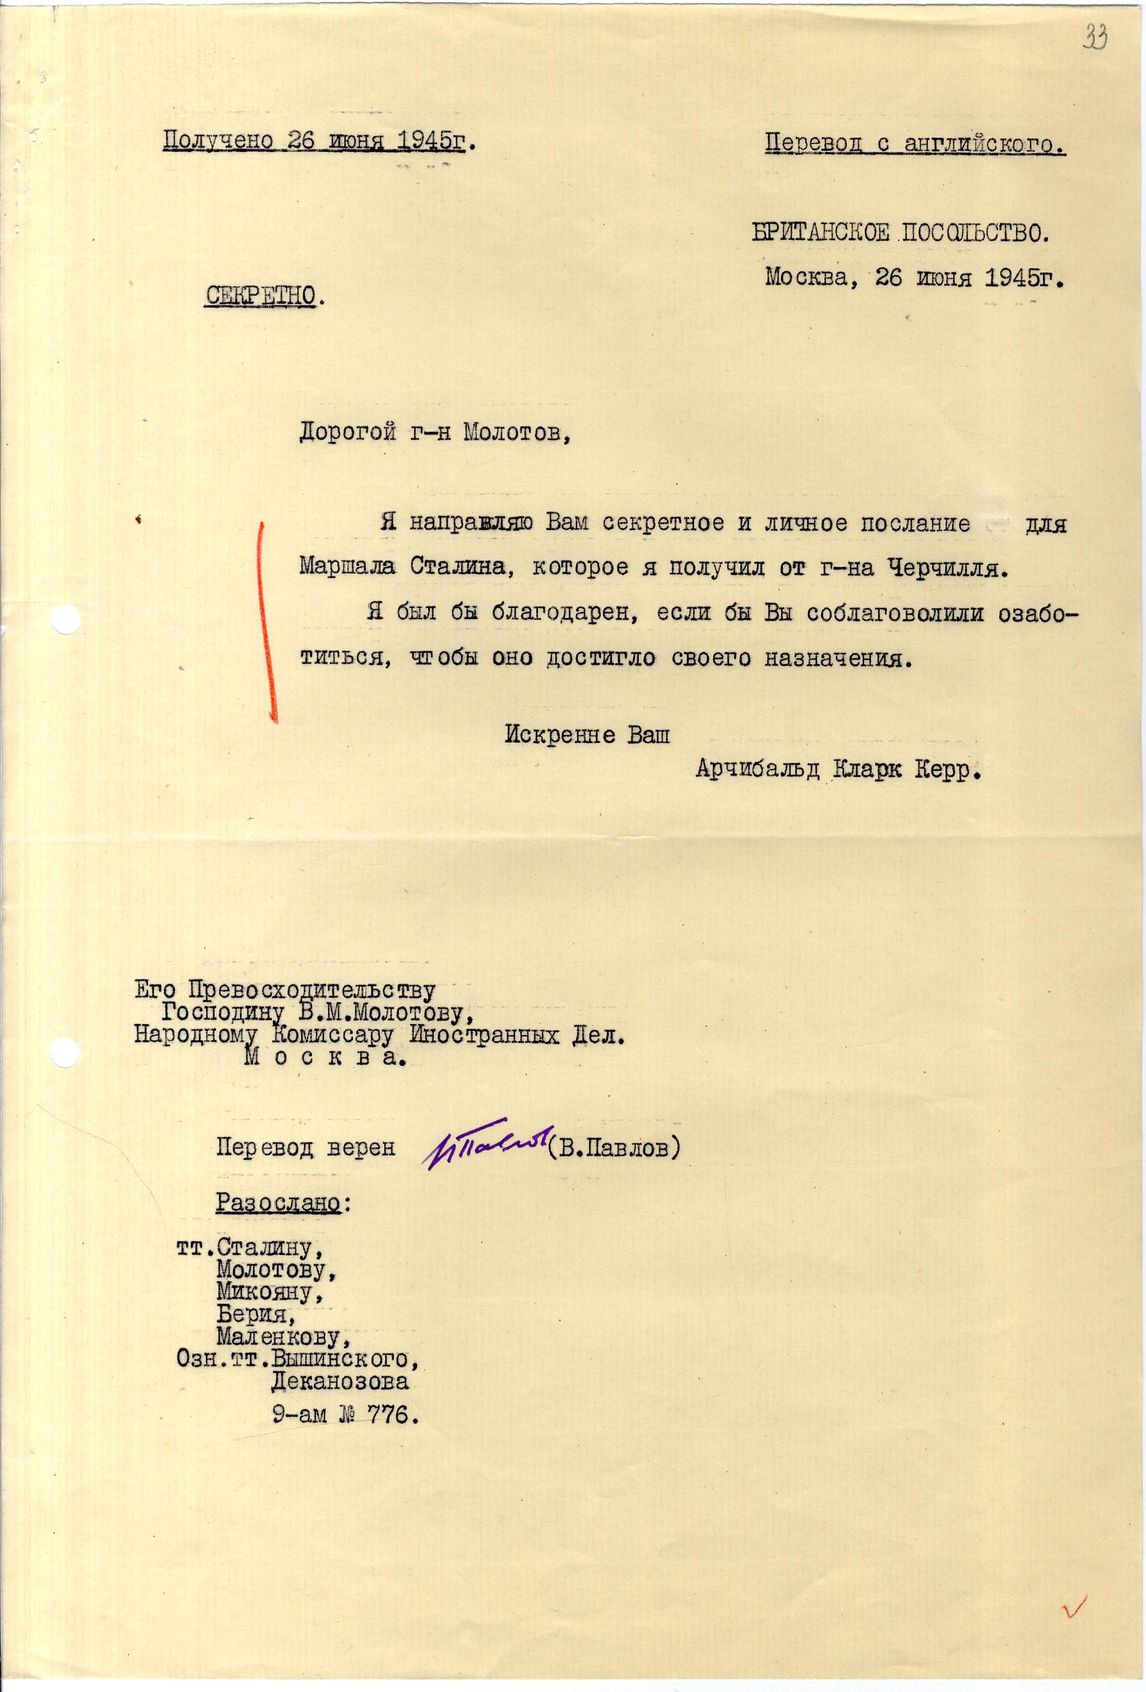 33
Получено 26 июня 1945г.
Перевод с английского.
БРИТАНСКОЕ ПОСОЛЬСТВО.
Москва, 26 июня 1945г.
СЕКРЕТНО.
Дорогой г-н Молотов,
Я направляю Вам секретное и личное послание для
Маршала Сталина, которое я получил от г-на Черчилля.
Я был бы благодарен, если бы Вы соблаговолили озабо-
титься, чтобы оно достигло своего назначения.
Искренне Ваш
Арчибальд Кларк Керр.
Его Превосходительству
Господину В.М.Молотову,
Народному Комиссару Иностранных Дел.
М о с к в а.
Перевод верен ВПавлов (В.Павлов)
Разослано:
тт.Сталину,
Молотову,
Микояну,
Берия,
Маленкову,
Озн.тт.Вышинского,
Деканозова
9-ам № 776.